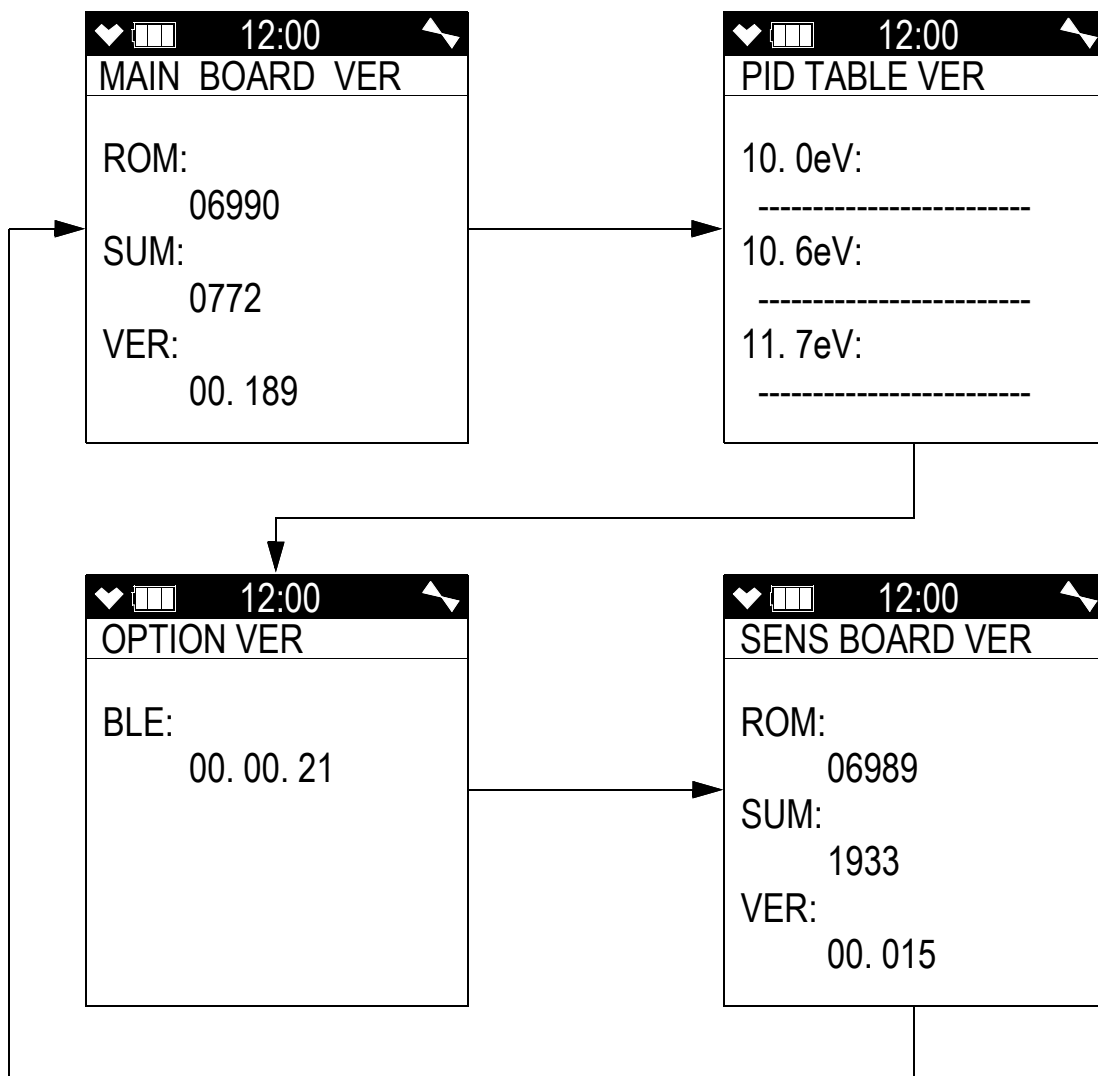 12:00
MAIN BOARD VER
ROM:
06990
SUM:
0772
VER:
00. 189
12:00
PID TABLE VER
10. 0eV:
-------------------------
10. 6eV:
-------------------------
11. 7eV:
-------------------------
12:00
OPTION VER
BLE:
00. 00. 21
12:00
SENS BOARD VER
ROM:
06989
SUM:
1933
VER:
00. 015